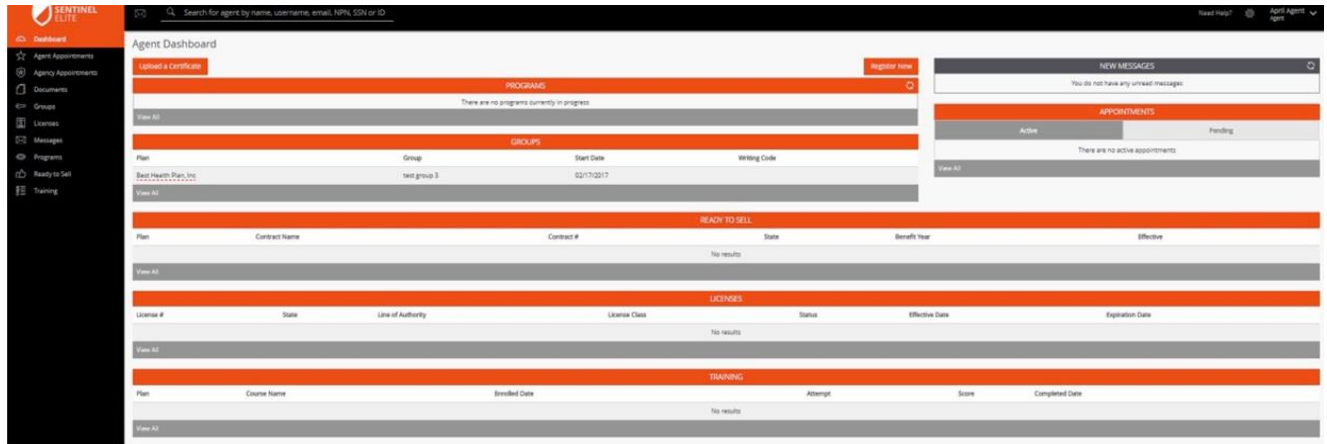 SENTINEL
ELITE
Search for agent by name, username, email, NPN, SSN or ID
Need Help?
April Agent
Agent
Dashboard
Agent Appointments
Agency Appointments
Documents
Groups
Licenses
Messages
Programs
Ready to Sell
Training
Agent Dashboard
Upload a Certificate
Register New
PROGRAMS
There are no programs currently in progress
View All
GROUPS
Plan Group Start Date Writing Code
Best Health Plan, Inc test group 3 02/17/2017
View All
NEW MESSAGES
You do not have any unread messages
APPOINTMENTS
Active Pending
There are no active appointments
View All
READY TO SELL
Plan Contract Name Contract # State Benefit Year Effective
No results
View All
LICENSES
License # State Line of Authority License Class Status Effective Date Expiration Date
No results
View All
TRAINING
Plan Course Name Enrolled Date Attempt Score Completed Date
No results
View All